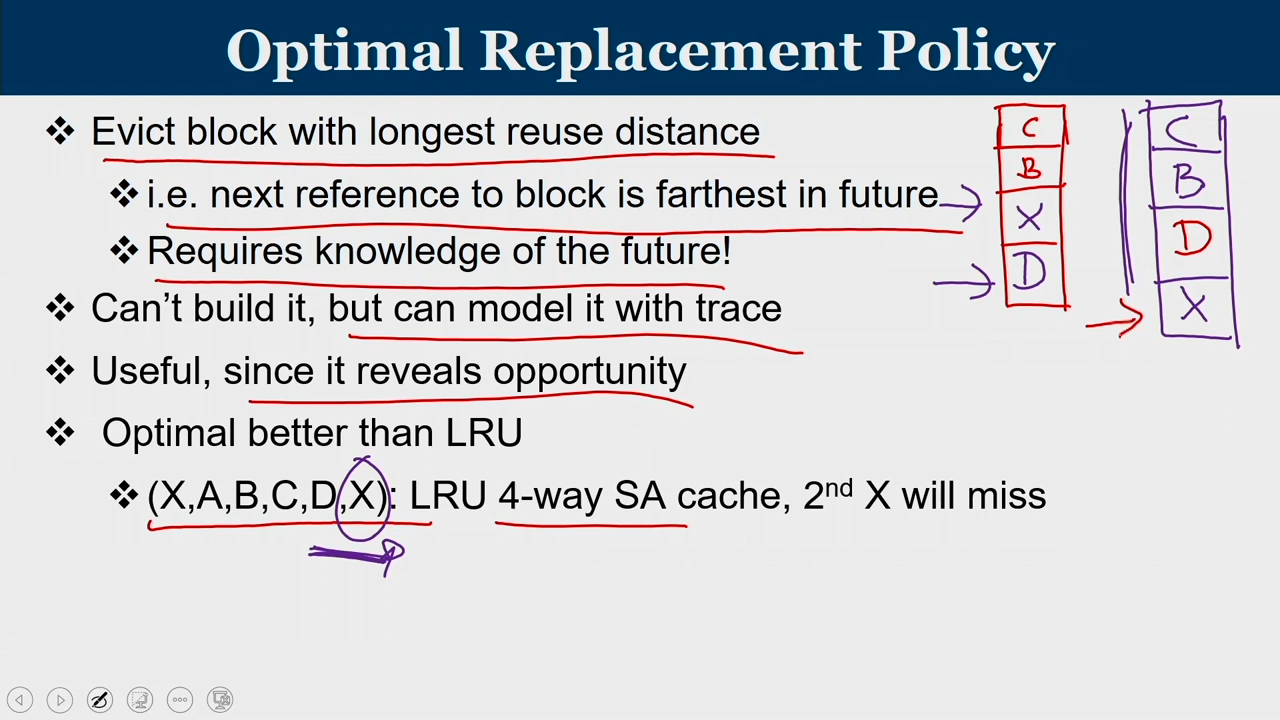 Optimal Replacement Policy
❖ Evict block with longest reuse distance
❖ i.e. next reference to block is farthest in future
❖ Requires knowledge of the future!
❖ Can't build it, but can model it with trace
❖ Useful, since it reveals opportunity
❖ Optimal better than LRU
❖ (X,A,B,C,D,X): LRU 4-way SA cache, 2nd X will miss
C
B
X
D
C
B
D
X